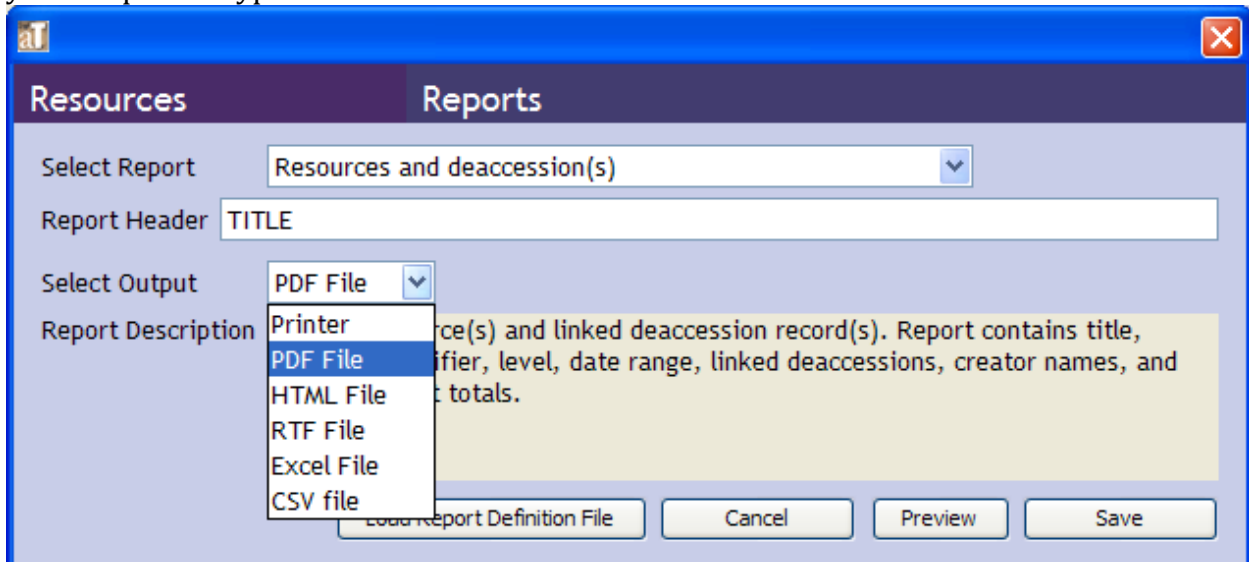 aT
Resources Reports
Select Report Resources and deaccession(s)
Report Header TITLE
Select Output PDF File
Report Description Printer rce(s) and linked deaccession record(s). Report contains title,
PDF File ifier, level, date range, linked deaccessions, creator names, and
HTML File t totals.
RTF File
Excel File
CSV file
Load Report Definition File Cancel Preview Save